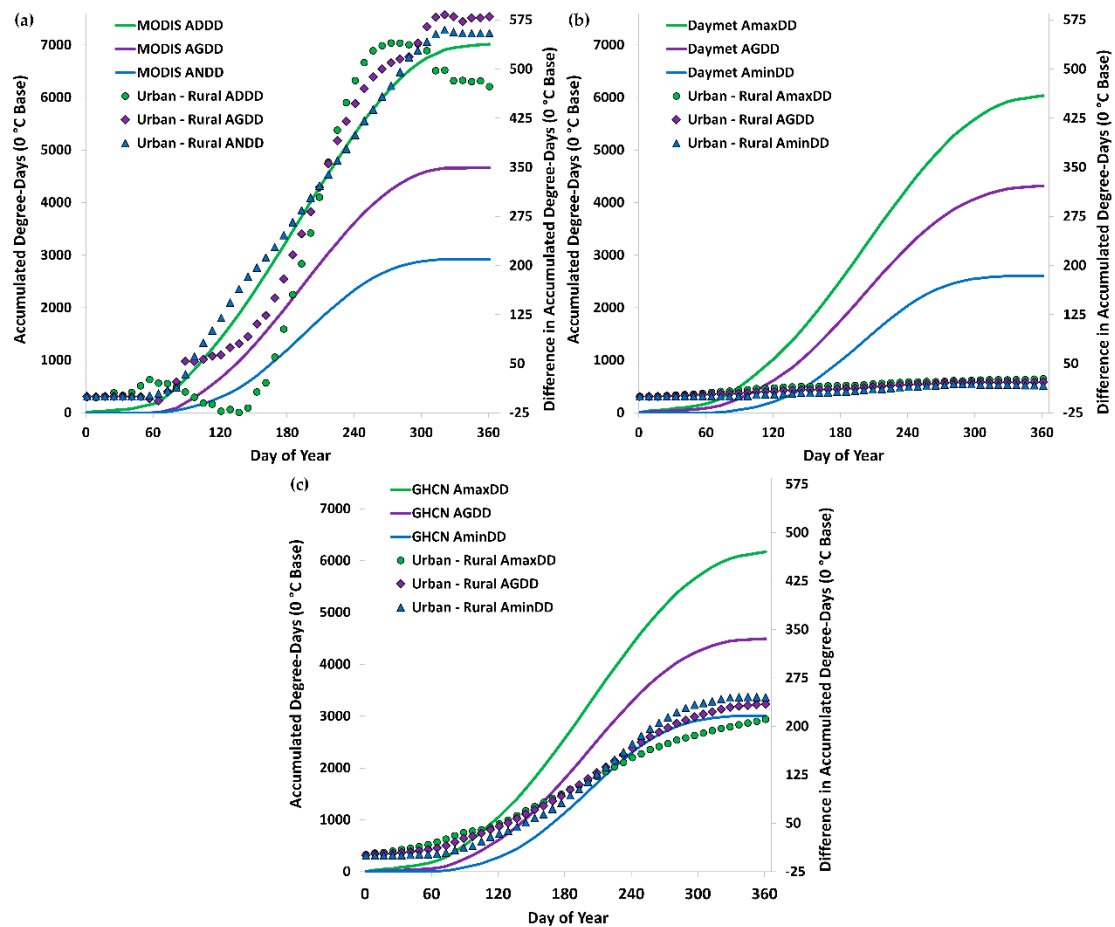 (a)
MODIS ADDD
MODIS AGDD
MODIS ANDD
Urban - Rural ADDD
Urban - Rural AGDD
Urban - Rural ANDD
Accumulated Degree-Days (0 °C Base)
7000
6000
5000
4000
3000
2000
1000
0
0 60 120 180 240 300 360
Day of Year
575
500
425
350
275
200
125
50
-25
Difference in Accumulated Degree-Days (0 °C Base)
(b)
Daymet AmaxDD
Daymet AGDD
Daymet AminDD
Urban - Rural AmaxDD
Urban - Rural AGDD
Urban - Rural AminDD
Accumulated Degree-Days (0 °C Base)
7000
6000
5000
4000
3000
2000
1000
0
0 60 120 180 240 300 360
Day of Year
575
500
425
350
275
200
125
50
-25
Difference in Accumulated Degree-Days (0 °C Base)
(c)
GHCN AmaxDD
GHCN AGDD
GHCN AminDD
Urban - Rural AmaxDD
Urban - Rural AGDD
Urban - Rural AminDD
Accumulated Degree-Days (0 °C Base)
7000
6000
5000
4000
3000
2000
1000
0
0 60 120 180 240 300 360
Day of Year
575
500
425
350
275
200
125
50
-25
Difference in Accumulated Degree-Days (0 °C Base)